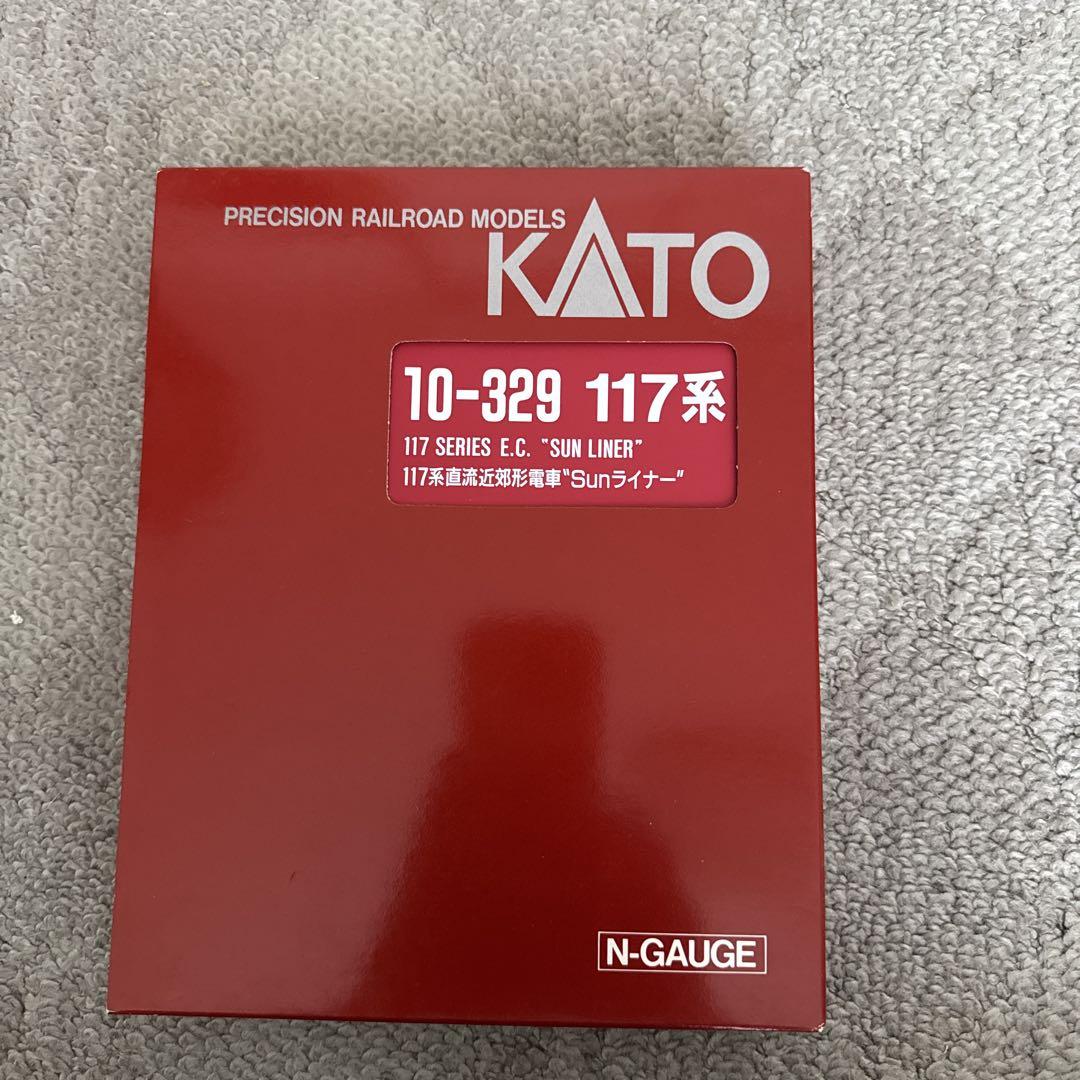 PRECISION RAILROAD MODELS
KATO
10-329 117系
117 SERIES E.C. "SUN LINER"
117系直流近郊形電車"Sunライナー"
N-GAUGE